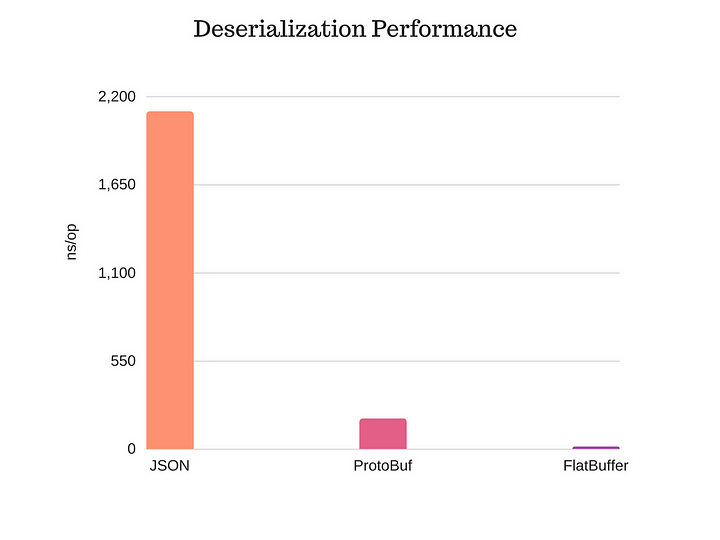 Deserialization Performance
2,200
1,650
1,100
550
0
ns/op
JSON
ProtoBuf
FlatBuffer